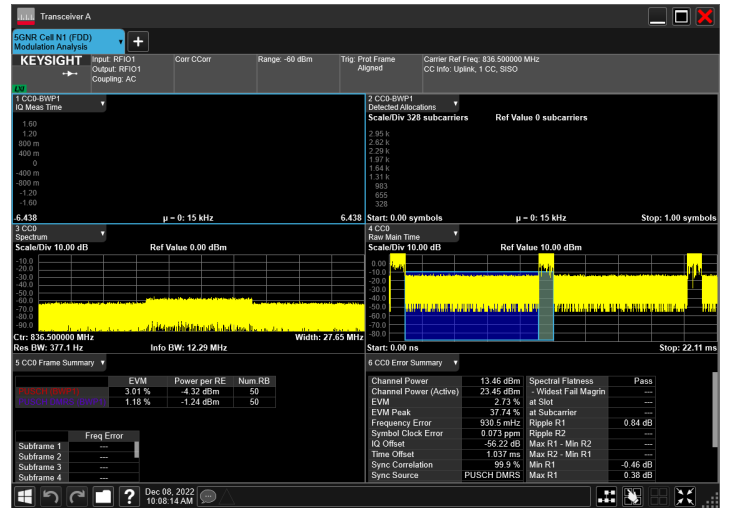 Transceiver A
5GNR Cell N1 (FDD)
Modulation Analysis
KEYSIGHT
LXI
Input: RFIO1
Output: RFIO1
Coupling: AC
Corr CCorr
Range: -60 dBm
Trig: Prot Frame
Aligned
Carrier Ref Freq: 836.500000 MHz
CC Info: Uplink, 1 CC, SISO
1 CC0-BWP1
IQ Meas Time
1.60
1.20
800 m
400 m
0
-400 m
-800 m
-1.20
-1.60
-6.438 μ = 0: 15 kHz 6.438
2 CC0-BWP1
Detected Allocations
Scale/Div 328 subcarriers Ref Value 0 subcarriers
2.95 k
2.62 k
2.29 k
1.97 k
1.64 k
1.31 k
983
655
328
Start: 0.00 symbols μ = 0: 15 kHz Stop: 1.00 symbols
3 CC0
Spectrum
Scale/Div 10.00 dB Ref Value 0.00 dBm
-10.0
-20.0
-30.0
-40.0
-50.0
-60.0
-70.0
-80.0
-90.0
Ctr: 836.500000 MHz Width: 27.65 MHz
Res BW: 377.1 Hz Info BW: 12.29 MHz
4 CC0
Raw Main Time
Scale/Div 10.00 dB Ref Value 10.00 dBm
0.00
-10.0
-20.0
-30.0
-40.0
-50.0
-60.0
-70.0
-80.0
Start: 0.00 ns Stop: 22.11 ms
5 CC0 Frame Summary
EVM Power per RE Num.RB
3.01 % -4.32 dBm 50
1.18 % -1.24 dBm 50
Freq Error
Subframe 1 ---
Subframe 2 ---
Subframe 3 ---
Subframe 4 ---
6 CC0 Error Summary
Channel Power 13.46 dBm Spectral Flatness Pass
Channel Power (Active) 23.45 dBm - Widest Fail Magrin ---
EVM 2.73 % at Slot ---
EVM Peak 37.74 % at Subcarrier ---
Frequency Error 930.5 mHz Ripple R1 0.84 dB
Symbol Clock Error 0.073 ppm Ripple R2 ---
IQ Offset -56.22 dB Max R1 - Min R2 ---
Time Offset 1.037 ms Max R2 - Min R1 ---
Sync Correlation 99.9 % Min R1 -0.46 dB
Sync Source PUSCH DMRS Max R1 0.38 dB
?
Dec 08, 2022
10:08:14 AM